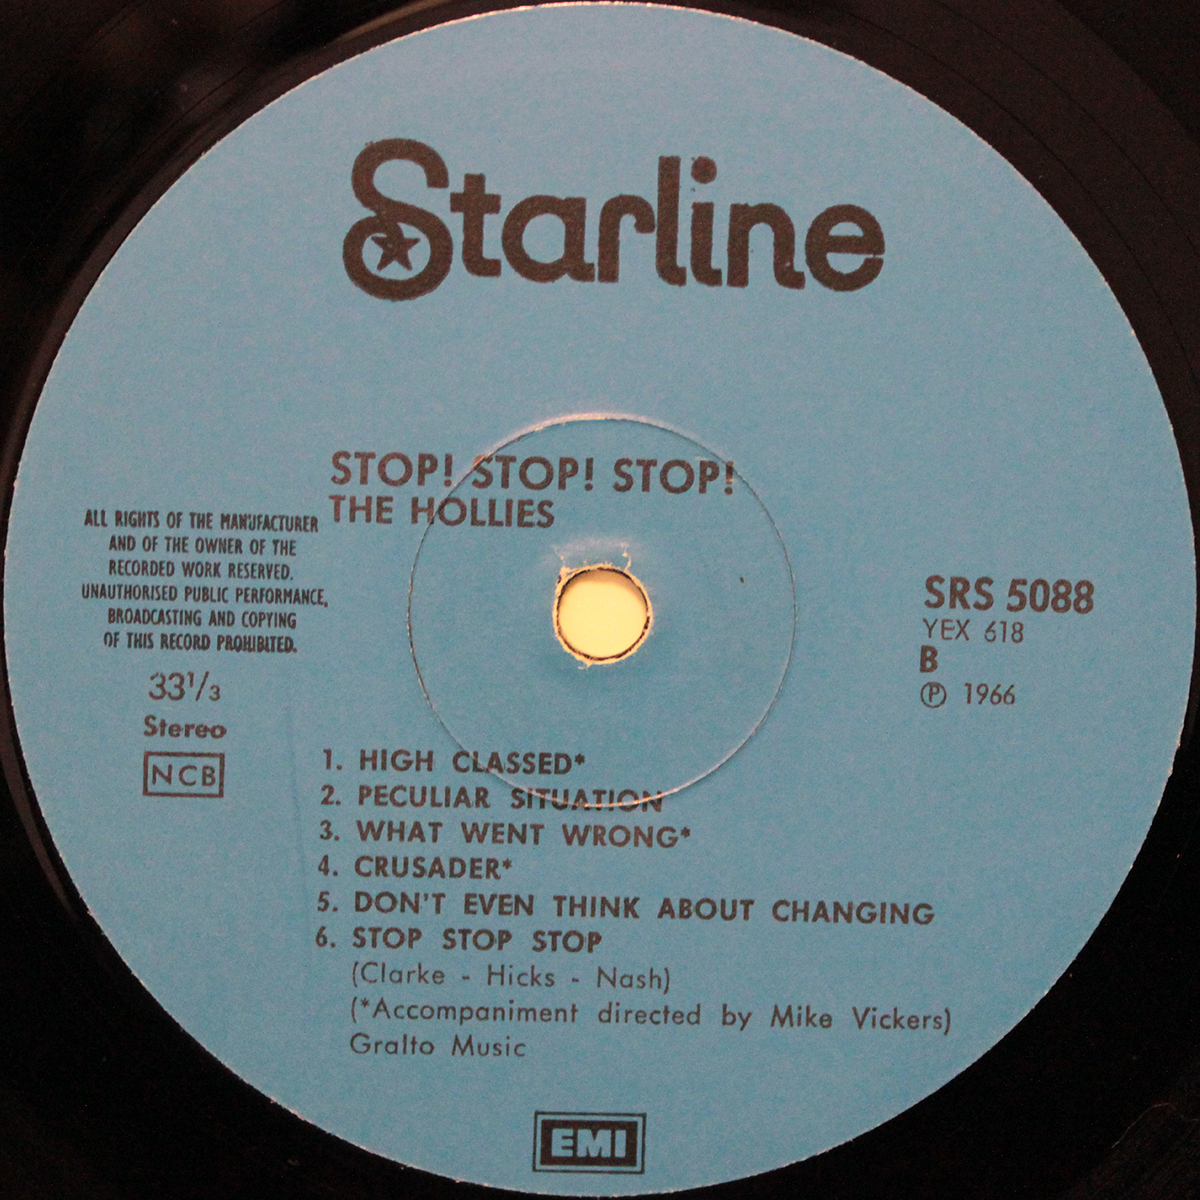 Starline
STOP! STOP! STOP!
THE HOLLIES
ALL RIGHTS OF THE MANUFACTURER
AND OF THE OWNER OF THE
RECORDED WORK RESERVED.
UNAUTHORISED PUBLIC PERFORMANCE,
BROADCASTING AND COPYING
OF THIS RECORD PROHIBITED.
33⅓
Stereo
NCB
SRS 5088
YEX 618
B
℗ 1966
1. HIGH CLASSED*
2. PECULIAR SITUATION
3. WHAT WENT WRONG*
4. CRUSADER*
5. DON'T EVEN THINK ABOUT CHANGING
6. STOP STOP STOP
(Clarke - Hicks - Nash)
(*Accompaniment directed by Mike Vickers)
Gralto Music
EMI